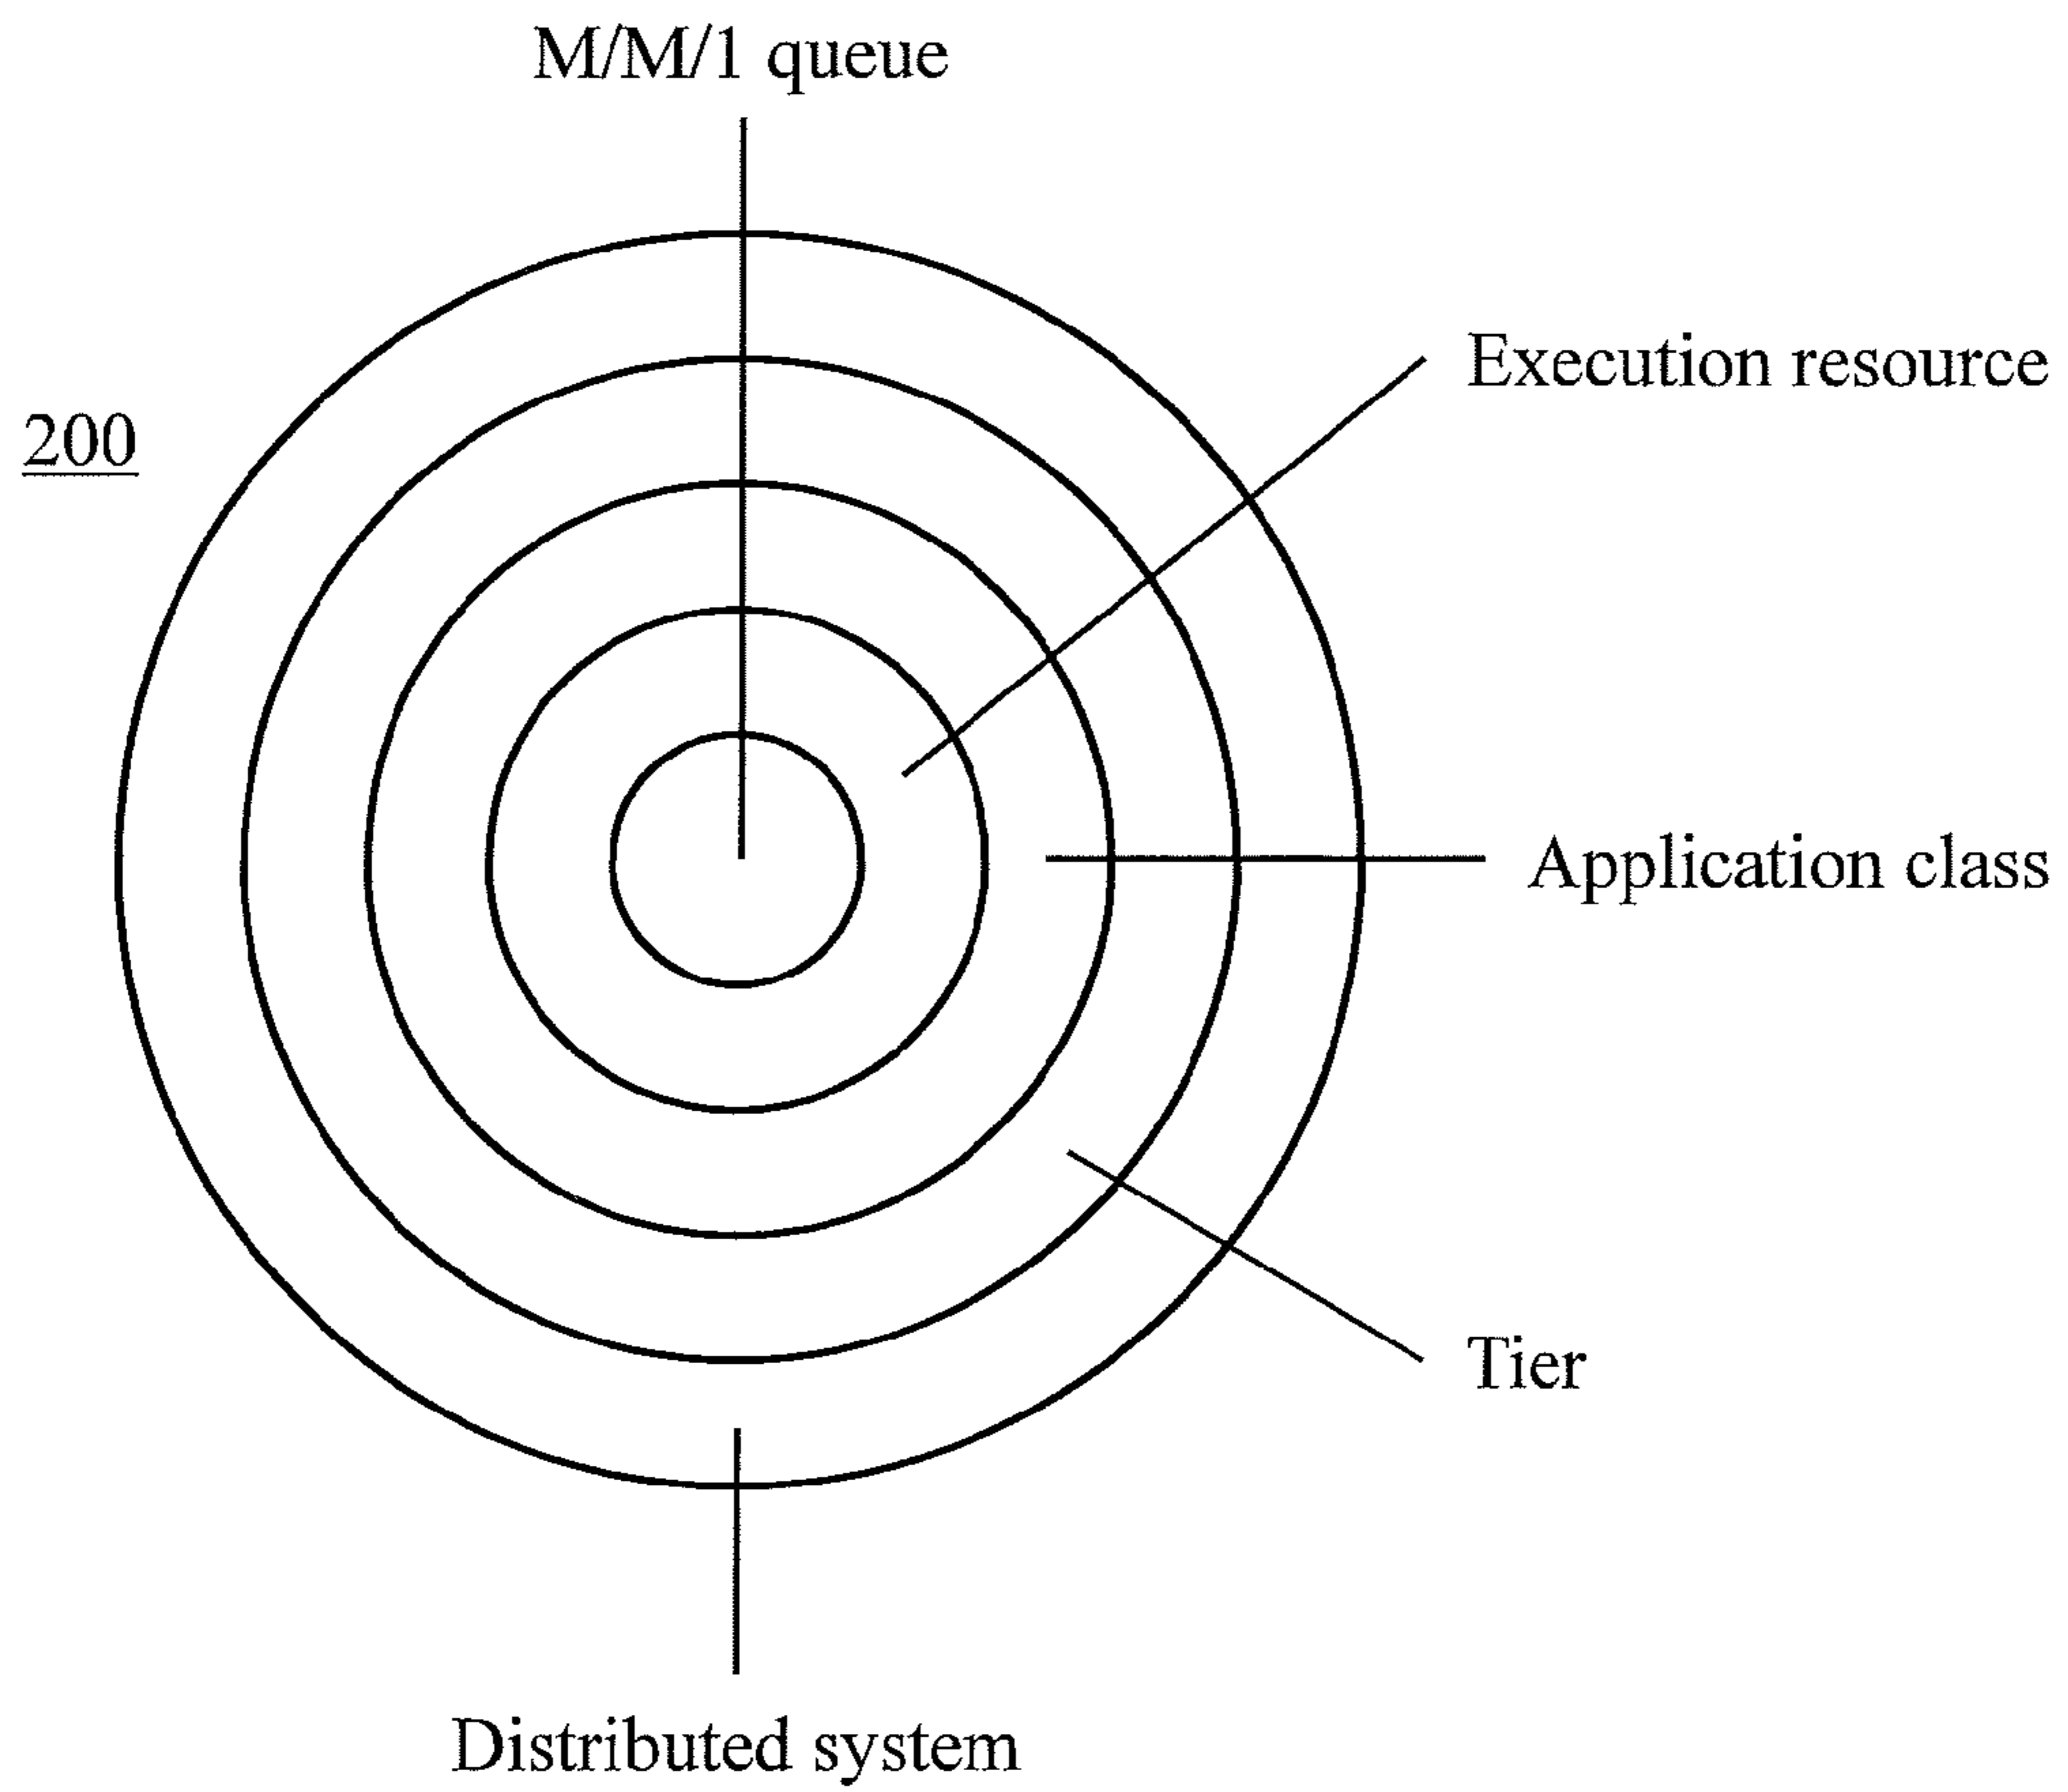 M/M/1 queue
Execution resource
200
Application class
Tier
Distributed system